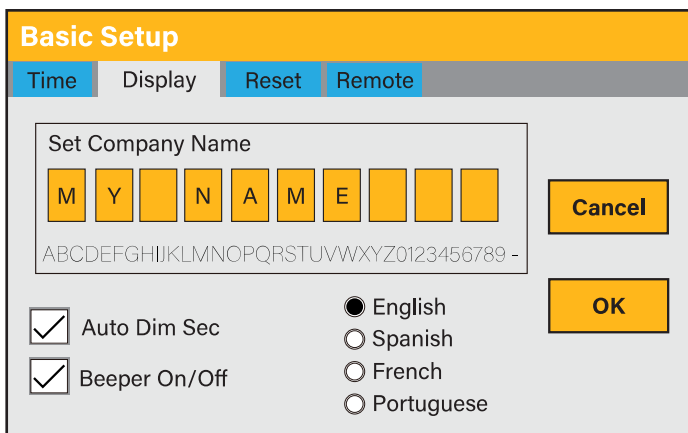 Basic Setup
Time Display Reset Remote
Set Company Name
M Y N A M E
ABCDEFGHIJKLMNOPQRSTUVWXYZ0123456789 -
Cancel
OK
Auto Dim Sec
Beeper On/Off
English
Spanish
French
Portuguese